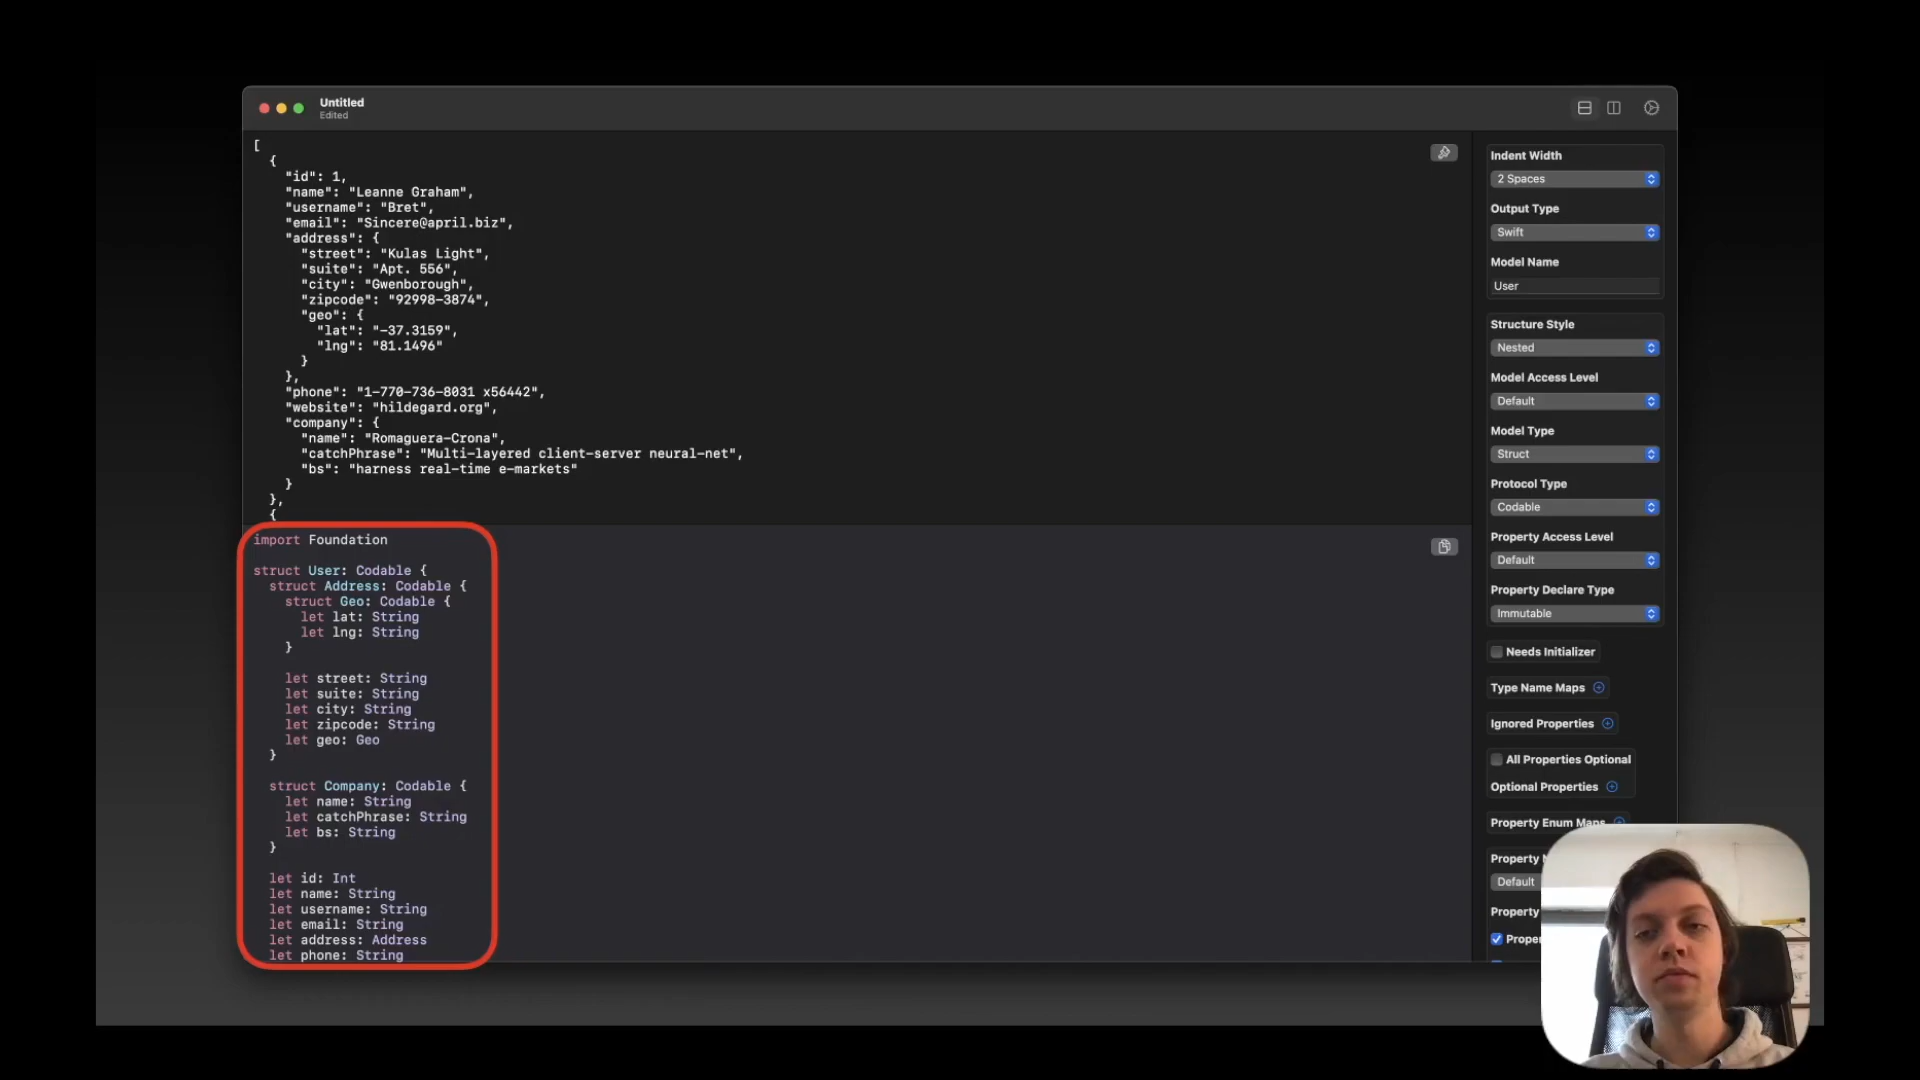 Untitled
Edited
[
{
"id": 1,
"name": "Leanne Graham",
"username": "Bret",
"email": "Sincere@april.biz",
"address": {
"street": "Kulas Light",
"suite": "Apt. 556",
"city": "Gwenborough",
"zipcode": "92998-3874",
"geo": {
"lat": "-37.3159",
"lng": "81.1496"
}
},
"phone": "1-770-736-8031 x56442",
"website": "hildegard.org",
"company": {
"name": "Romaguera-Crona",
"catchPhrase": "Multi-layered client-server neural-net",
"bs": "harness real-time e-markets"
}
},
{
import Foundation
struct User: Codable {
struct Address: Codable {
struct Geo: Codable {
let lat: String
let lng: String
}
let street: String
let suite: String
let city: String
let zipcode: String
let geo: Geo
}
struct Company: Codable {
let name: String
let catchPhrase: String
let bs: String
}
let id: Int
let name: String
let username: String
let email: String
let address: Address
let phone: String
Indent Width
2 Spaces
Output Type
Swift
Model Name
User
Structure Style
Nested
Model Access Level
Default
Model Type
Struct
Protocol Type
Codable
Property Access Level
Default
Property Declare Type
Immutable
Needs Initializer
Type Name Maps
Ignored Properties
All Properties Optional
Optional Properties
Property Enum Maps
Property
Default
Property